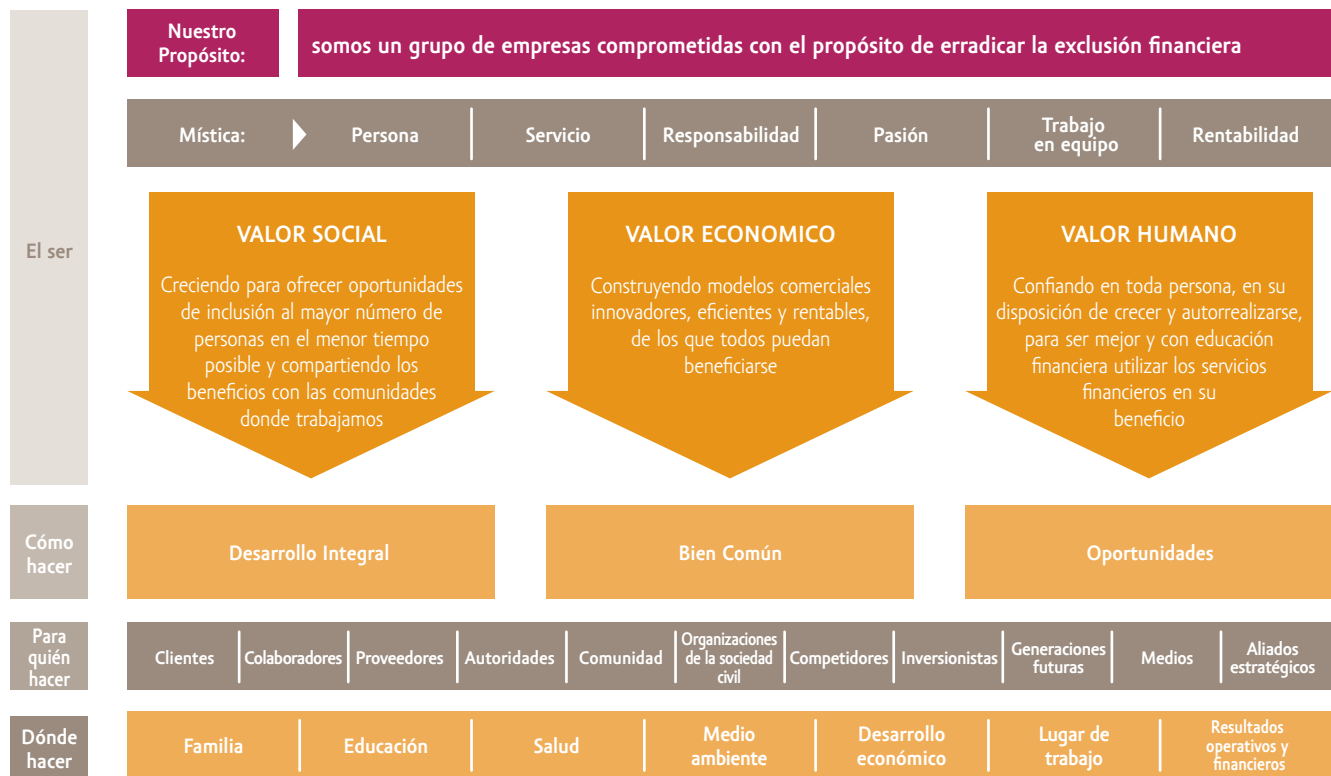 Nuestro
Propósito:
somos un grupo de empresas comprometidas con el propósito de erradicar la exclusión financiera
Mística:
Persona
Servicio
Responsabilidad
Pasión
Trabajo
en equipo
Rentabilidad
El ser
VALOR SOCIAL
Creciendo para ofrecer oportunidades
de inclusión al mayor número de
personas en el menor tiempo
posible y compartiendo los
beneficios con las comunidades
donde trabajamos
VALOR ECONOMICO
Construyendo modelos comerciales
innovadores, eficientes y rentables,
de los que todos puedan
beneficiarse
VALOR HUMANO
Confiando en toda persona, en su
disposición de crecer y autorrealizarse,
para ser mejor y con educación
financiera utilizar los servicios
financieros en su
beneficio
Cómo
hacer
Desarrollo Integral
Bien Común
Oportunidades
Para
quién
hacer
Clientes
Colaboradores
Proveedores
Autoridades
Comunidad
Organizaciones
de la sociedad
civil
Competidores
Inversionistas
Generaciones
futuras
Medios
Aliados
estratégicos
Dónde
hacer
Familia
Educación
Salud
Medio
ambiente
Desarrollo
económico
Lugar de
trabajo
Resultados
operativos y
financieros